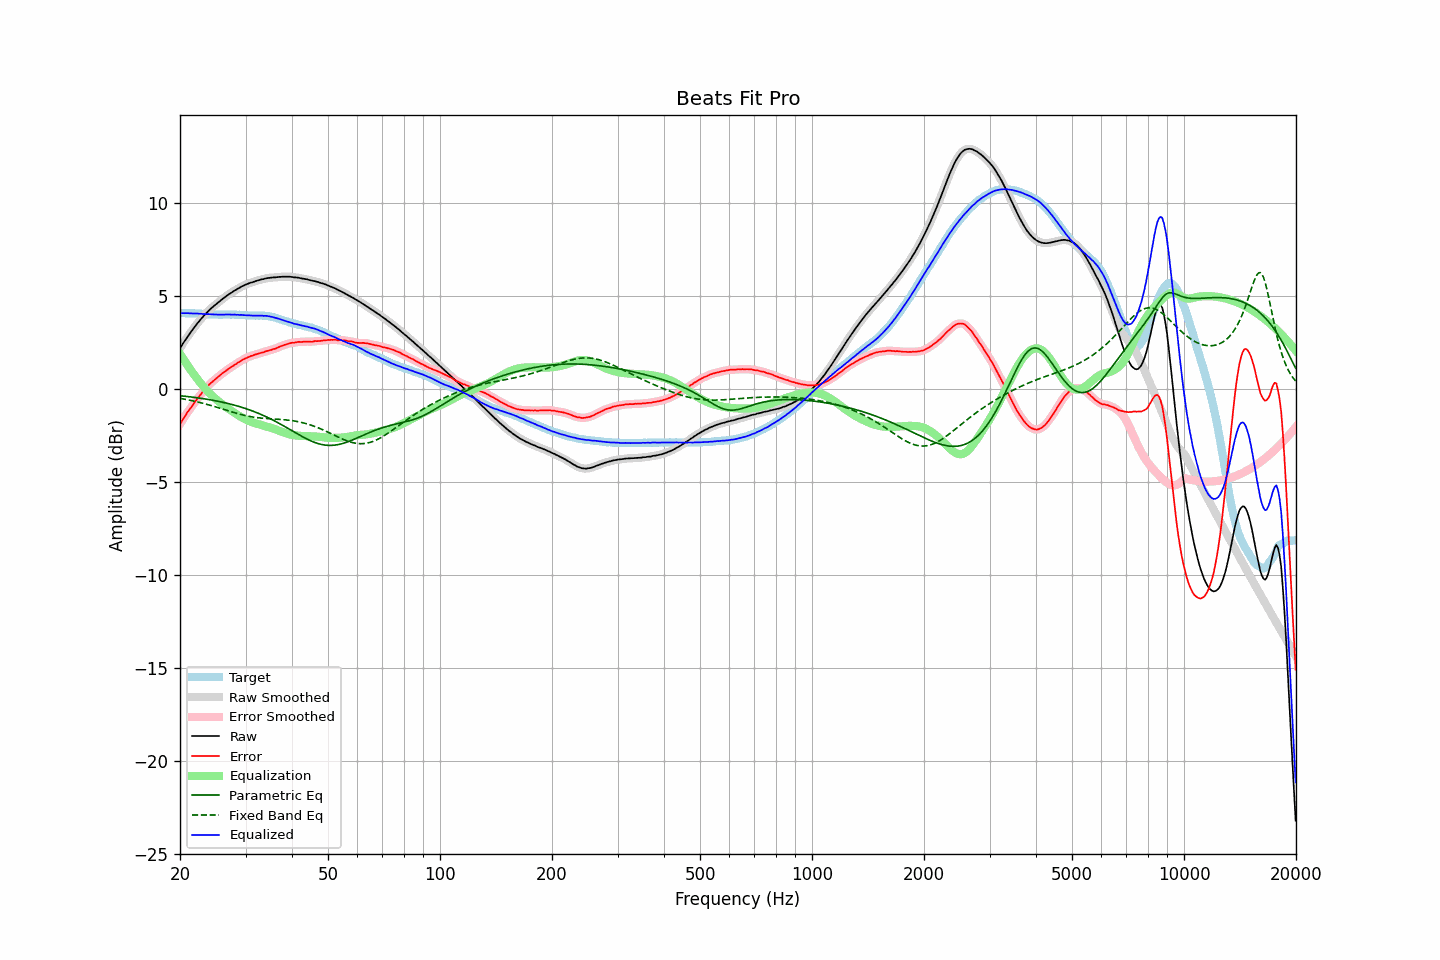 Beats Fit Pro
Amplitude (dBr)
10
5
0
−5
−10
−15
−20
−25
Target
Raw Smoothed
Error Smoothed
Raw
Error
Equalization
Parametric Eq
Fixed Band Eq
Equalized
20 50 100 200 500 1000 2000 5000 10000 20000
Frequency (Hz)